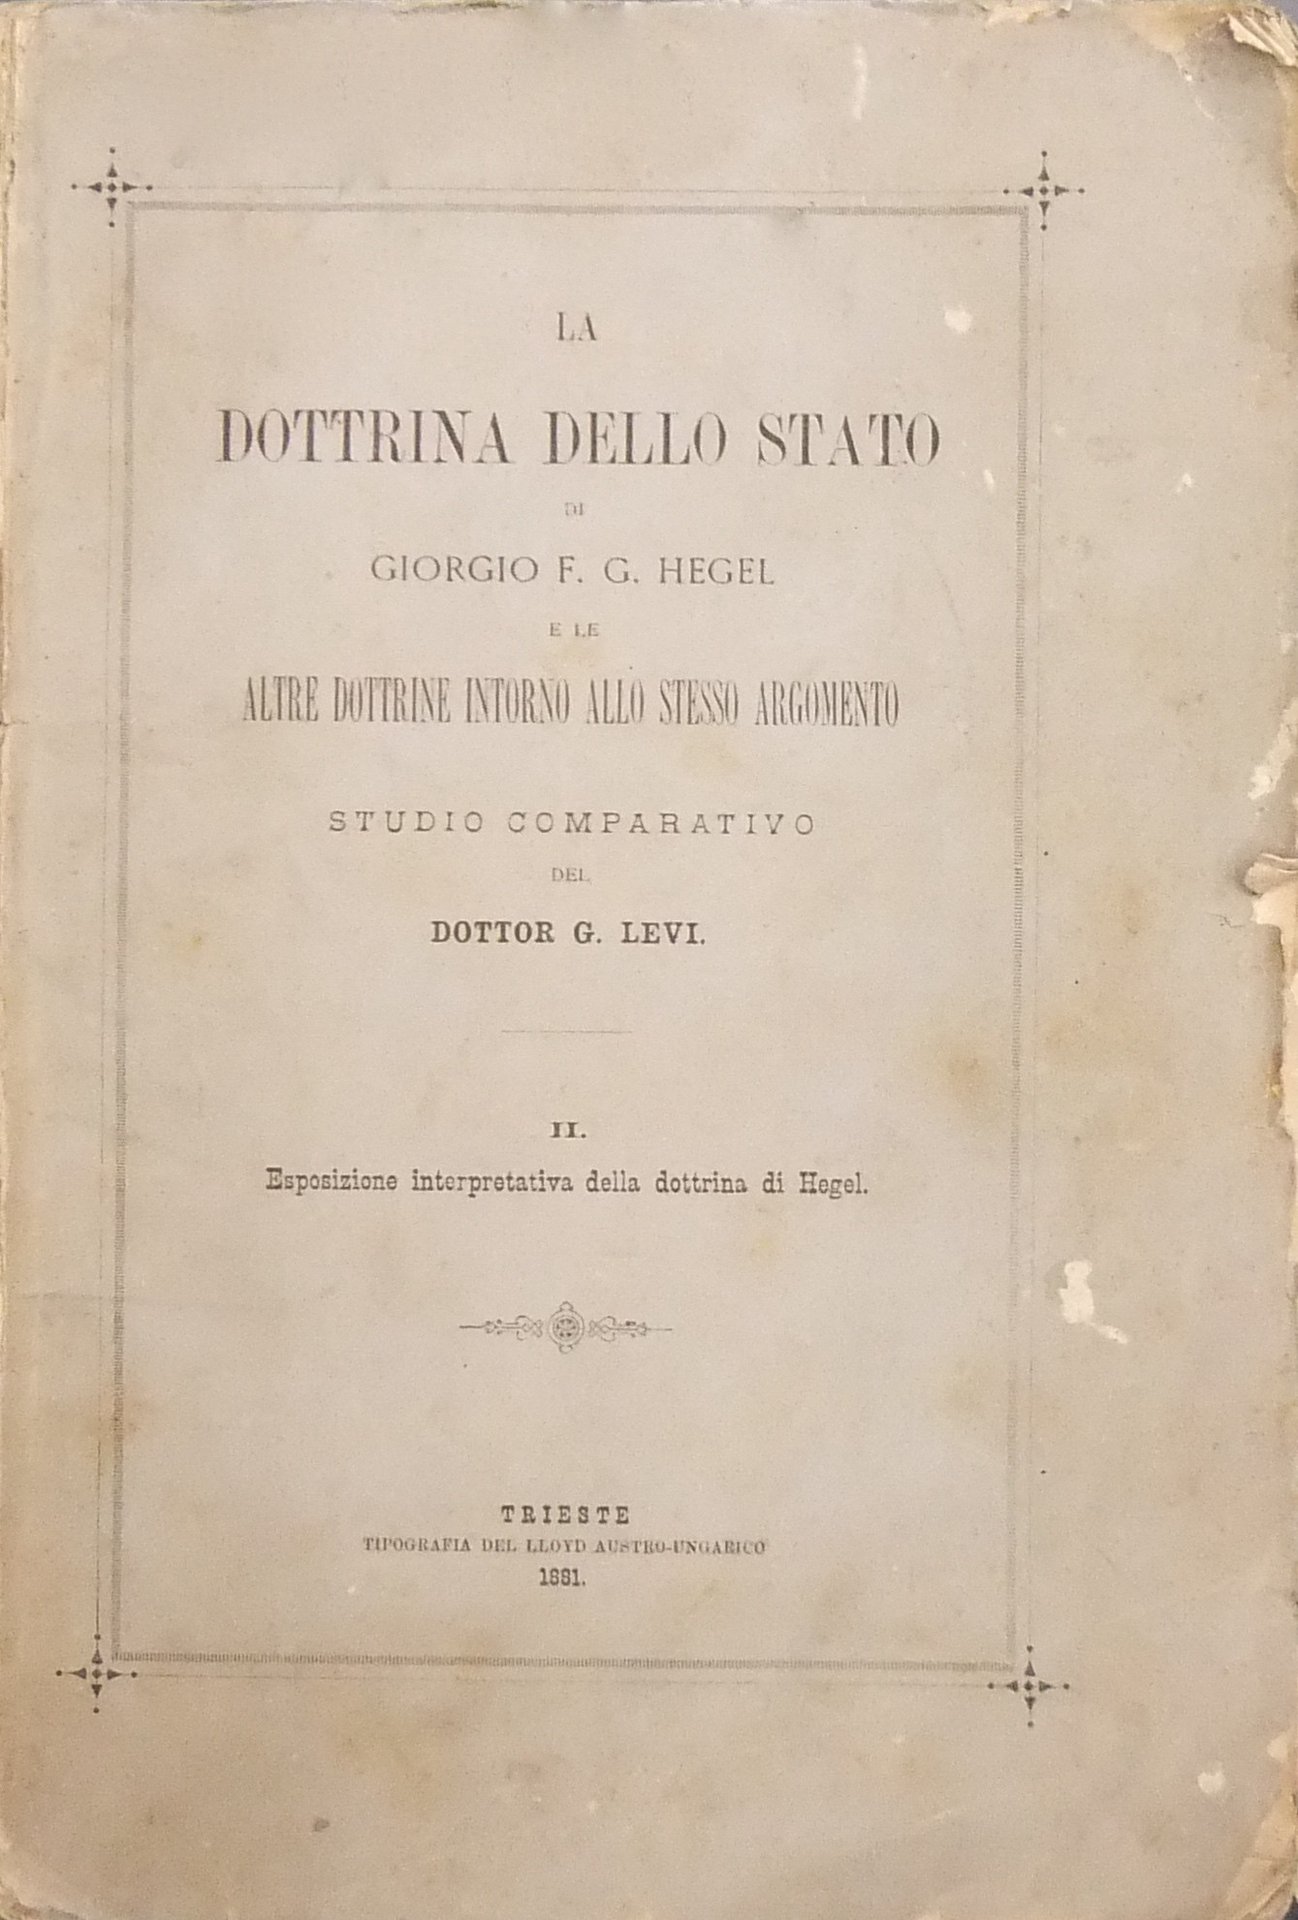 LA
DOTTRINA DELLO STATO
DI
GIORGIO F. G. HEGEL
E LE
ALTRE DOTTRINE INTORNO ALLO STESSO ARGOMENTO
STUDIO COMPARATIVO
DEL
DOTTOR G. LEVI.
II.
Esposizione interpretativa della dottrina di Hegel.
TRIESTE
TIPOGRAFIA DEL LLOYD AUSTRO-UNGARICO
1881.